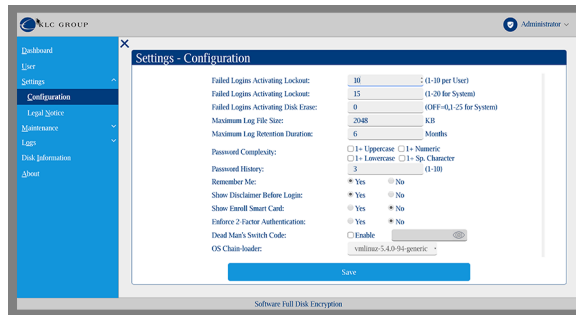 KLC GROUP
Administrator
Dashboard
User
Settings
Configuration
Legal Notice
Maintenance
Logs
Disk Information
About
Settings - Configuration
Failed Logins Activating Lockout: 10 (1-10 per User)
Failed Logins Activating Lockout: 15 (1-20 for System)
Failed Logins Activating Disk Erase: 0 (OFF=0,1-25 for System)
Maximum Log File Size: 2048 KB
Maximum Log Retention Duration: 6 Months
Password Complexity: 1+ Uppercase 1+ Numeric
1+ Lowercase 1+ Sp. Character
Password History: 3 (1-10)
Remember Me: Yes No
Show Disclaimer Before Login: Yes No
Show Enroll Smart Card: Yes No
Enforce 2-Factor Authentication: Yes No
Dead Man's Switch Code: Enable
OS Chain-loader: vmlinuz-5.4.0-94-generic
Save
Software Full Disk Encryption